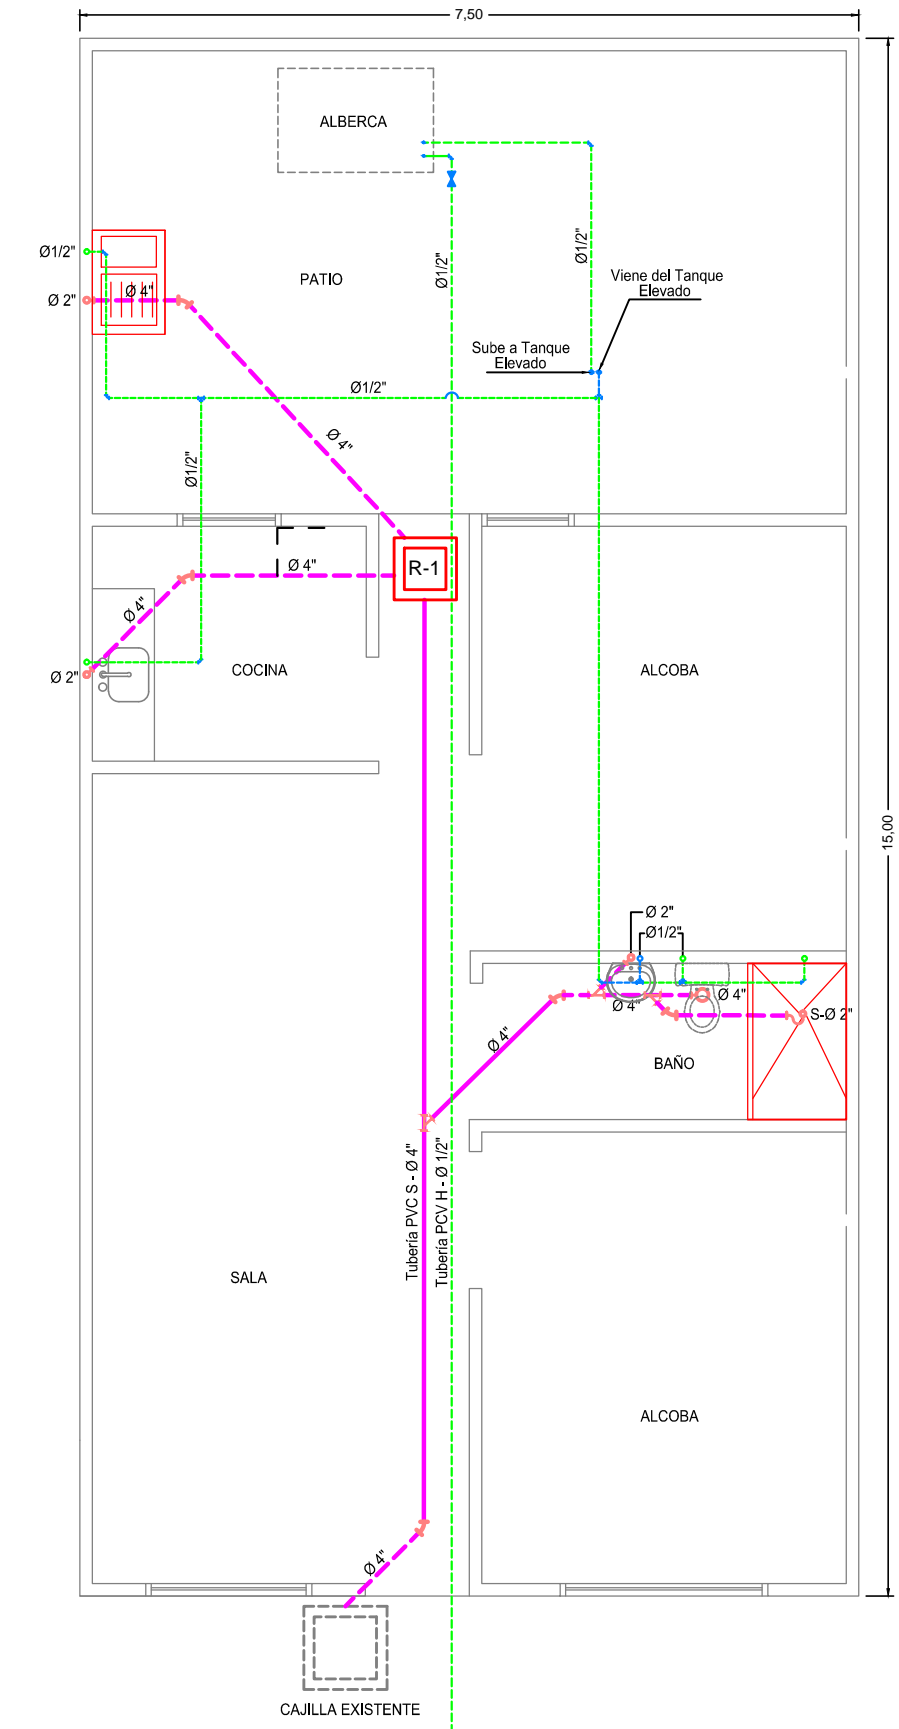 7,50
ALBERCA
Ø1/2"
Ø1/2"
Ø1/2"
Viene del Tanque
Elevado
PATIO
Ø 4"
Ø 2"
Sube a Tanque
Elevado
Ø1/2"
Ø 4"
Ø1/2"
R-1
Ø 4"
Ø 4"
COCINA
ALCOBA
Ø 2"
15,00
Ø 2"
Ø1/2"
Ø 4"
Ø 4"
S-Ø 2"
Ø 4"
BAÑO
Tubería PVC S - Ø 4"
Tubería PCV H - Ø 1/2"
SALA
ALCOBA
Ø 4"
CAJILLA EXISTENTE